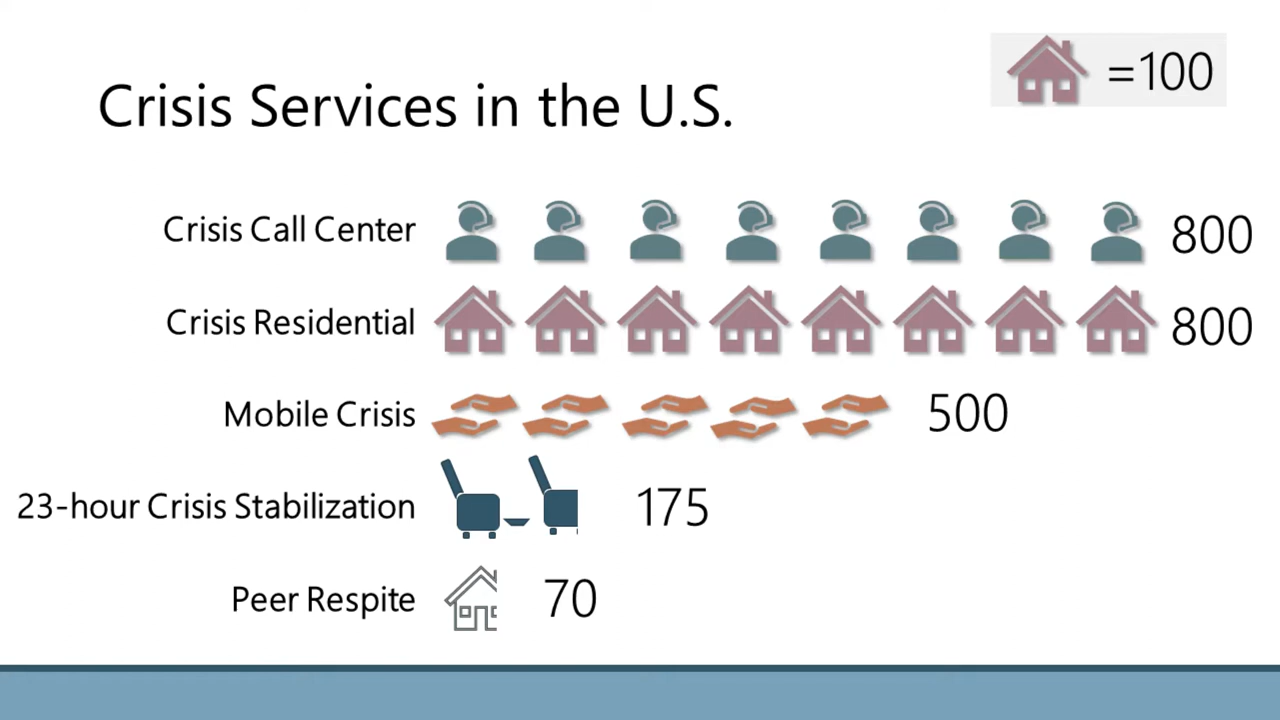 =100
Crisis Services in the U.S.
Crisis Call Center 800
Crisis Residential 800
Mobile Crisis 500
23-hour Crisis Stabilization 175
Peer Respite 70